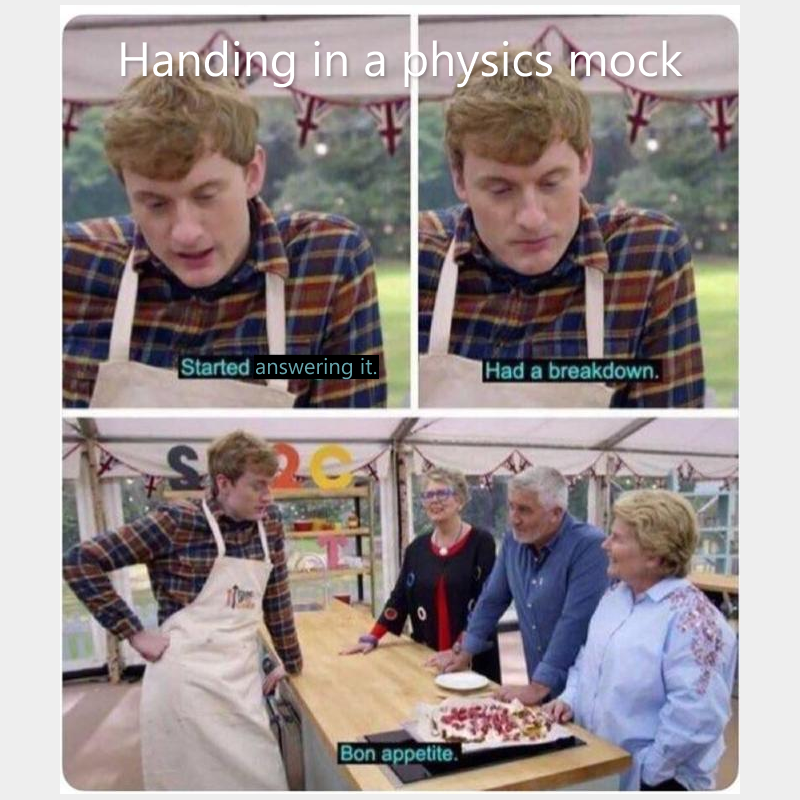 Handing in a physics mock
Started answering it.
Had a breakdown.
Bon appetite.